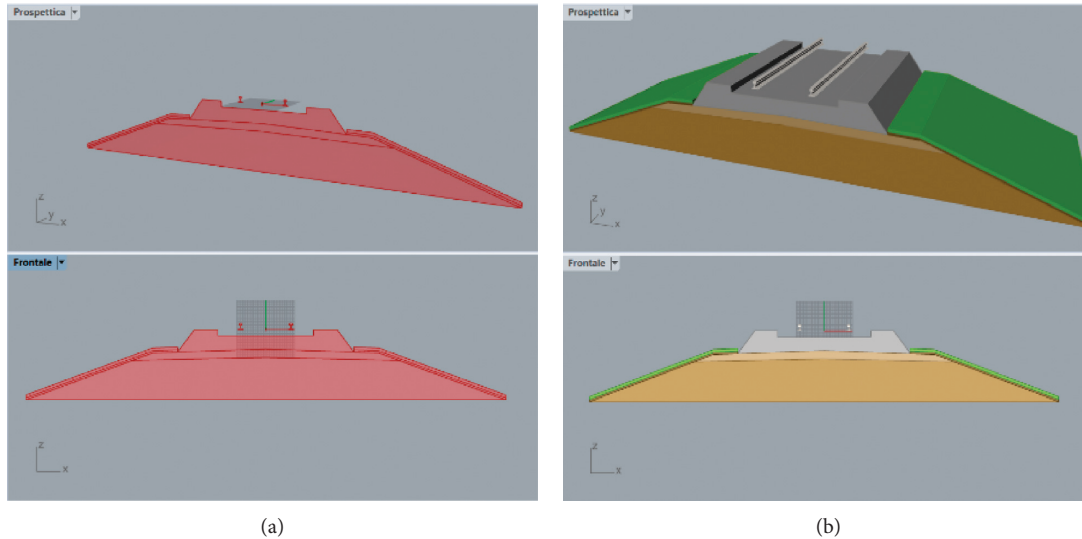 Prospettica
z
y
x
Frontale
z
x
(a)
Prospettica
z
y
x
Frontale
z
x
(b)